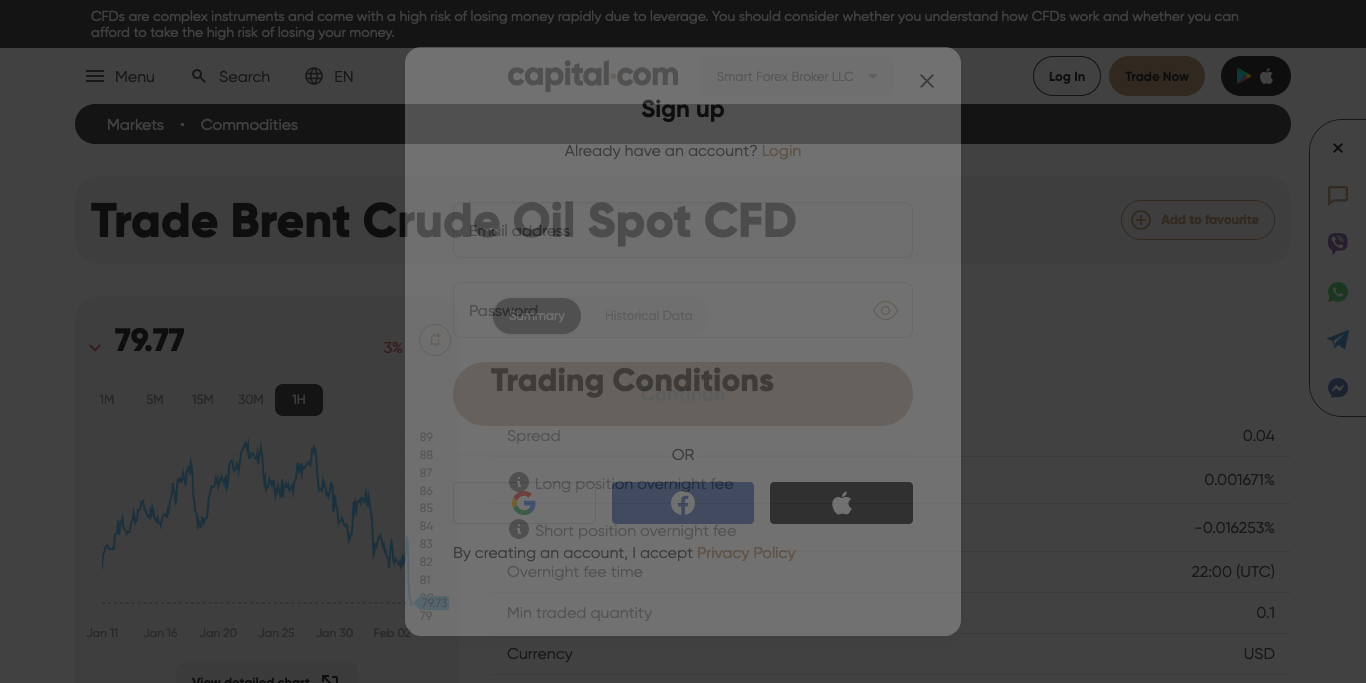 CFDs are complex instruments and come with a high risk of losing money rapidly due to leverage. You should consider whether you understand how CFDs work and whether you can
afford to take the high risk of losing your money.
Menu
Search
EN
capital.com
Smart Forex Broker LLC
Log In
Trade Now
Sign up
Markets • Commodities
Already have an account? Login
Trade Brent Crude Oil Spot CFD
Email address
Add to favourite
Password
Summary
Historical Data
79.77
3%
Trading Conditions
Continue
1M
5M
15M
30M
1H
Spread
0.04
OR
Long position overnight fee
0.001671%
Short position overnight fee
-0.016253%
By creating an account, I accept Privacy Policy
Overnight fee time
22:00 (UTC)
Min traded quantity
0.1
Currency
USD
89
88
87
86
85
84
83
82
81
79.73
79
Jan 11
Jan 16
Jan 20
Jan 25
Jan 30
Feb 02
View detailed chart